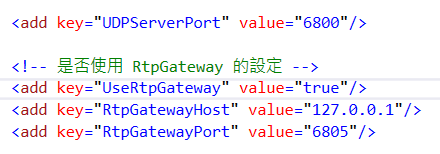 <add key="UDPServerPort" value="6800"/>
<!-- 是否使用 RtpGateway 的設定 -->
<add key="UseRtpGateway" value="true"/>
<add key="RtpGatewayHost" value="127.0.0.1"/>
<add key="RtpGatewayPort" value="6805"/>